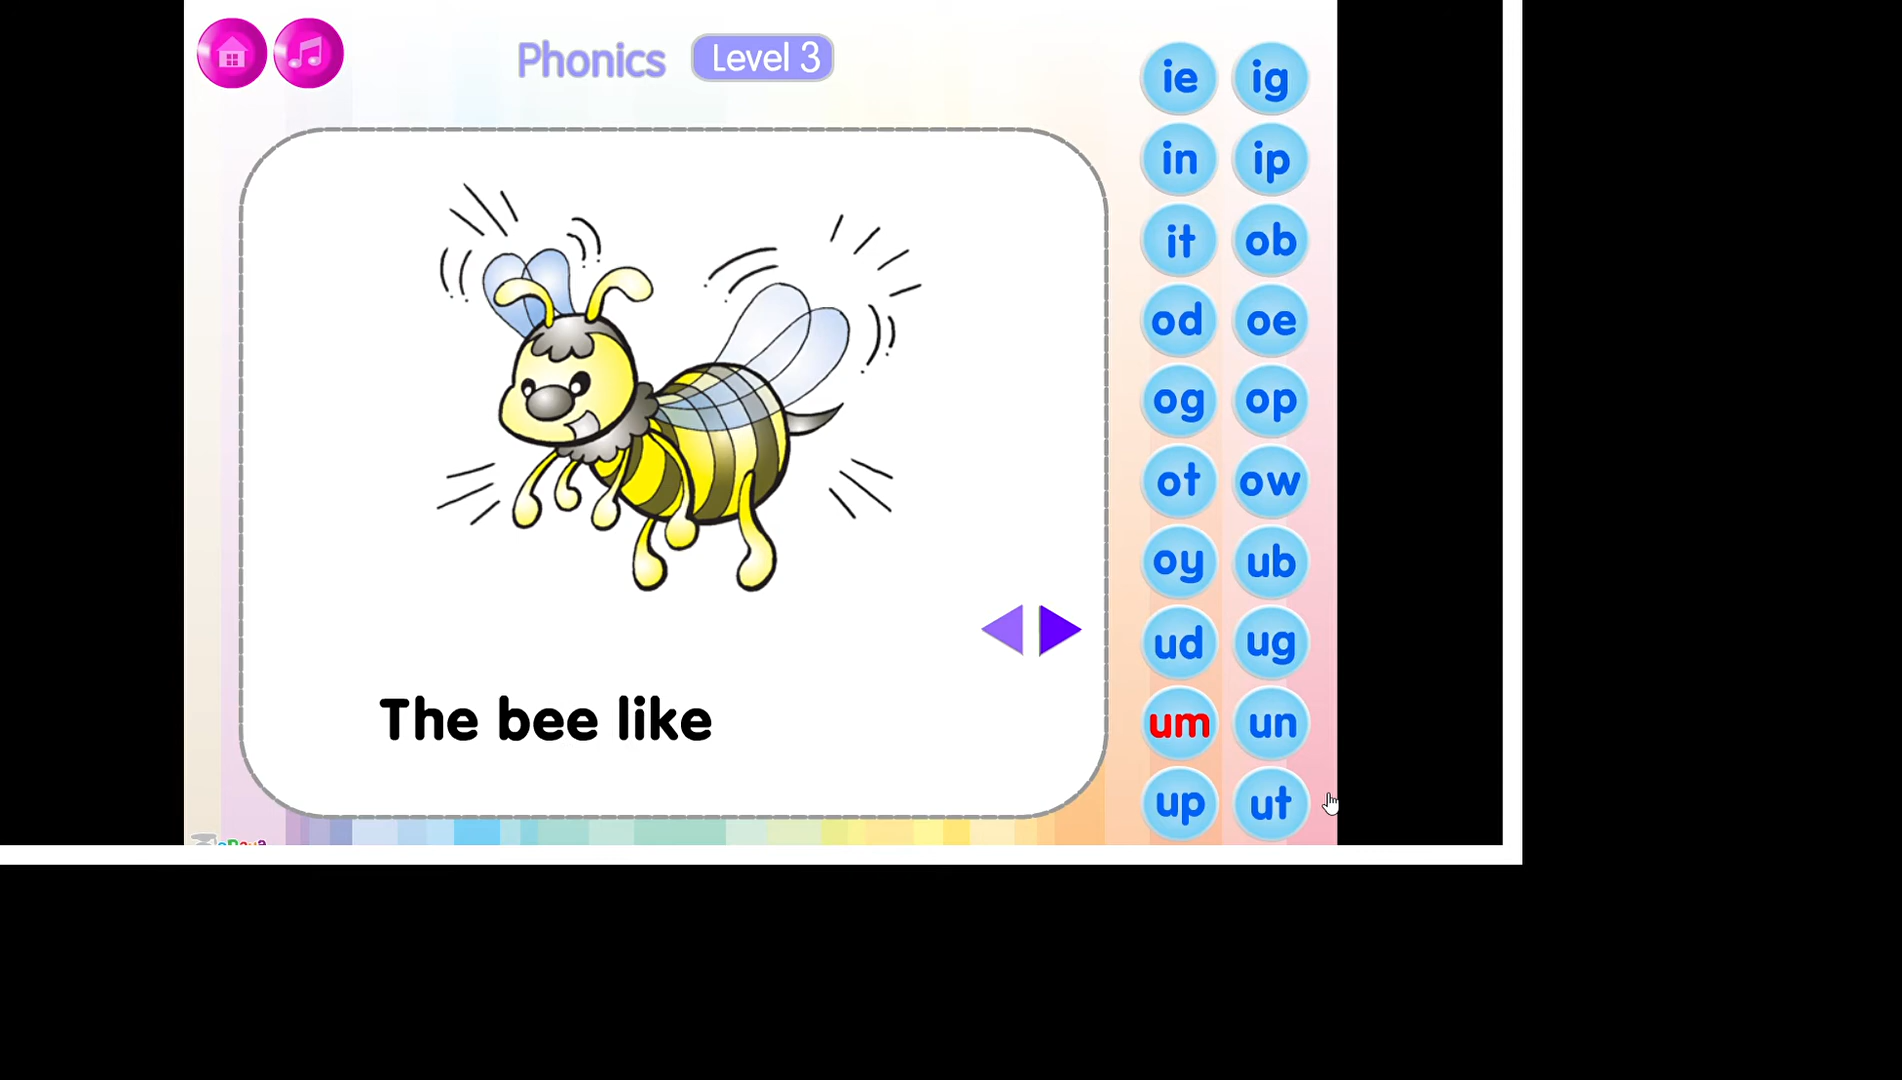 Phonics Level 3
ie ig
in ip
it ob
od oe
og op
ot ow
oy ub
ud ug
um un
up ut
The bee like